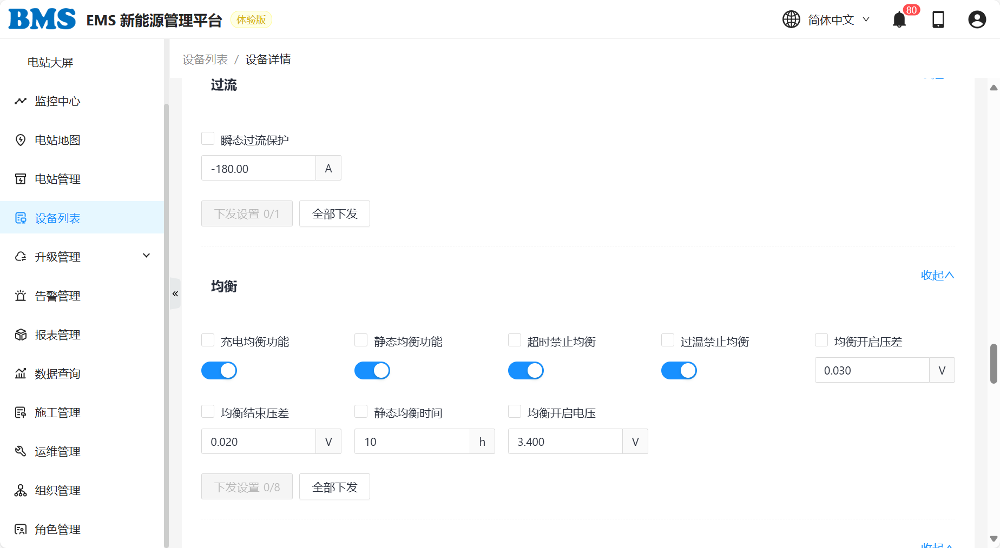 BMS EMS 新能源管理平台 体验版 简体中文 80
电站大屏
监控中心
电站地图
电站管理
设备列表
升级管理
告警管理
报表管理
数据查询
施工管理
运维管理
组织管理
角色管理
设备列表 / 设备详情
过流
瞬态过流保护
-180.00 A
下发设置 0/1 全部下发
均衡 收起
充电均衡功能 静态均衡功能 超时禁止均衡 过温禁止均衡 均衡开启压差
0.030 V
均衡结束压差 静态均衡时间 均衡开启电压
0.020 V 10 h 3.400 V
下发设置 0/8 全部下发
收起